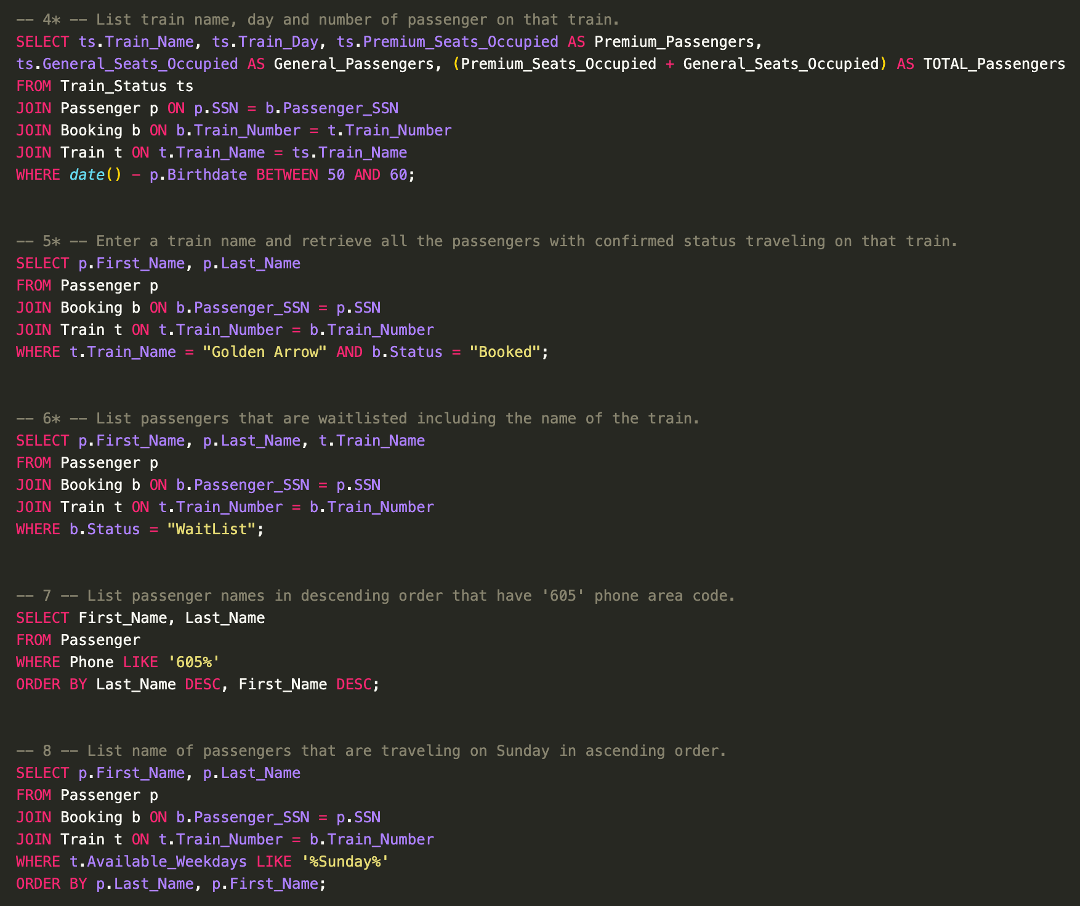 -- 4* -- List train name, day and number of passenger on that train.
SELECT ts.Train_Name, ts.Train_Day, ts.Premium_Seats_Occupied AS Premium_Passengers,
ts.General_Seats_Occupied AS General_Passengers, (Premium_Seats_Occupied + General_Seats_Occupied) AS TOTAL_Passengers
FROM Train_Status ts
JOIN Passenger p ON p.SSN = b.Passenger_SSN
JOIN Booking b ON b.Train_Number = t.Train_Number
JOIN Train t ON t.Train_Name = ts.Train_Name
WHERE date() - p.Birthdate BETWEEN 50 AND 60;
-- 5* -- Enter a train name and retrieve all the passengers with confirmed status traveling on that train.
SELECT p.First_Name, p.Last_Name
FROM Passenger p
JOIN Booking b ON b.Passenger_SSN = p.SSN
JOIN Train t ON t.Train_Number = b.Train_Number
WHERE t.Train_Name = "Golden Arrow" AND b.Status = "Booked";
-- 6* -- List passengers that are waitlisted including the name of the train.
SELECT p.First_Name, p.Last_Name, t.Train_Name
FROM Passenger p
JOIN Booking b ON b.Passenger_SSN = p.SSN
JOIN Train t ON t.Train_Number = b.Train_Number
WHERE b.Status = "WaitList";
-- 7 -- List passenger names in descending order that have '605' phone area code.
SELECT First_Name, Last_Name
FROM Passenger
WHERE Phone LIKE '605%'
ORDER BY Last_Name DESC, First_Name DESC;
-- 8 -- List name of passengers that are traveling on Sunday in ascending order.
SELECT p.First_Name, p.Last_Name
FROM Passenger p
JOIN Booking b ON b.Passenger_SSN = p.SSN
JOIN Train t ON t.Train_Number = b.Train_Number
WHERE t.Available_Weekdays LIKE '%Sunday%'
ORDER BY p.Last_Name, p.First_Name;